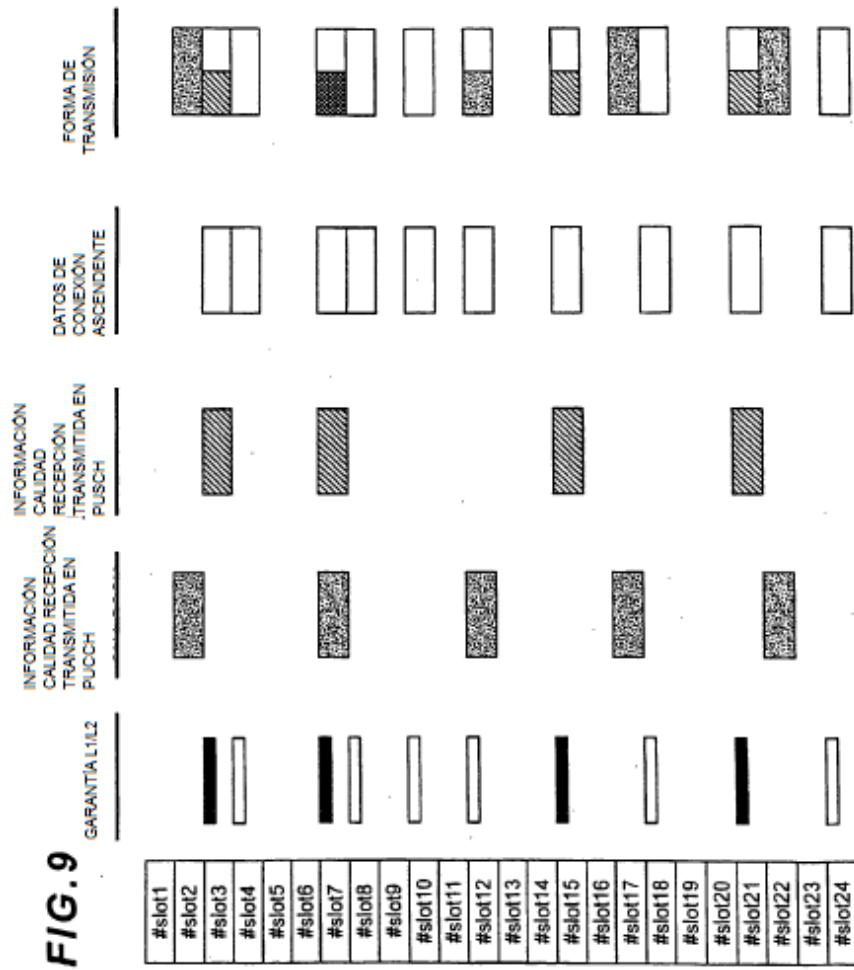 FIG.9
GARANTÍA L1/L2
INFORMACIÓN
CALIDAD RECEPCIÓN
TRANSMITIDA EN
PUCCH
INFORMACIÓN
CALIDAD
RECEPCIÓN
TRANSMITIDA EN
PUSCH
DATOS DE
CONEXIÓN
ASCENDENTE
FORMA DE
TRANSMISIÓN
#slot1
#slot2
#slot3
#slot4
#slot5
#slot6
#slot7
#slot8
#slot9
#slot10
#slot11
#slot12
#slot13
#slot14
#slot15
#slot16
#slot17
#slot18
#slot19
#slot20
#slot21
#slot22
#slot23
#slot24